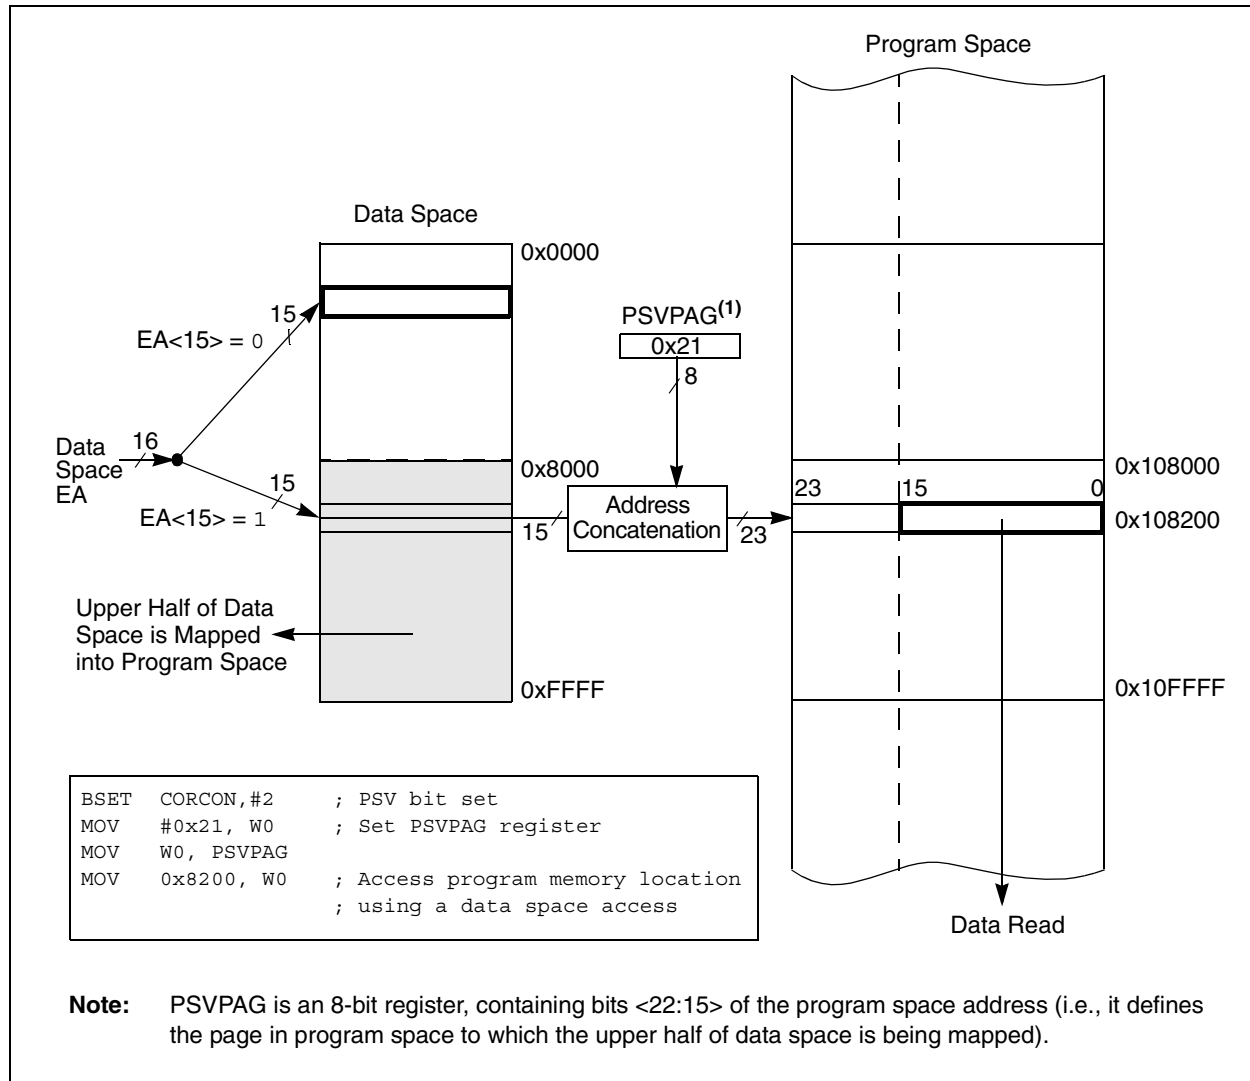 Program Space
Data Space
0x0000
15
EA<15> = 0
PSVPAG(1)
0x21
8
Data
Space
EA
16
15
EA<15> = 1
0x8000
15
Address
Concatenation
23
0x108000
23 15 0
0x108200
Upper Half of Data
Space is Mapped
into Program Space
0xFFFF
0x10FFFF
BSET CORCON,#2 ; PSV bit set
MOV #0x21, W0 ; Set PSVPAG register
MOV W0, PSVPAG
MOV 0x8200, W0 ; Access program memory location
; using a data space access
Data Read
Note: PSVPAG is an 8-bit register, containing bits <22:15> of the program space address (i.e., it defines
the page in program space to which the upper half of data space is being mapped).